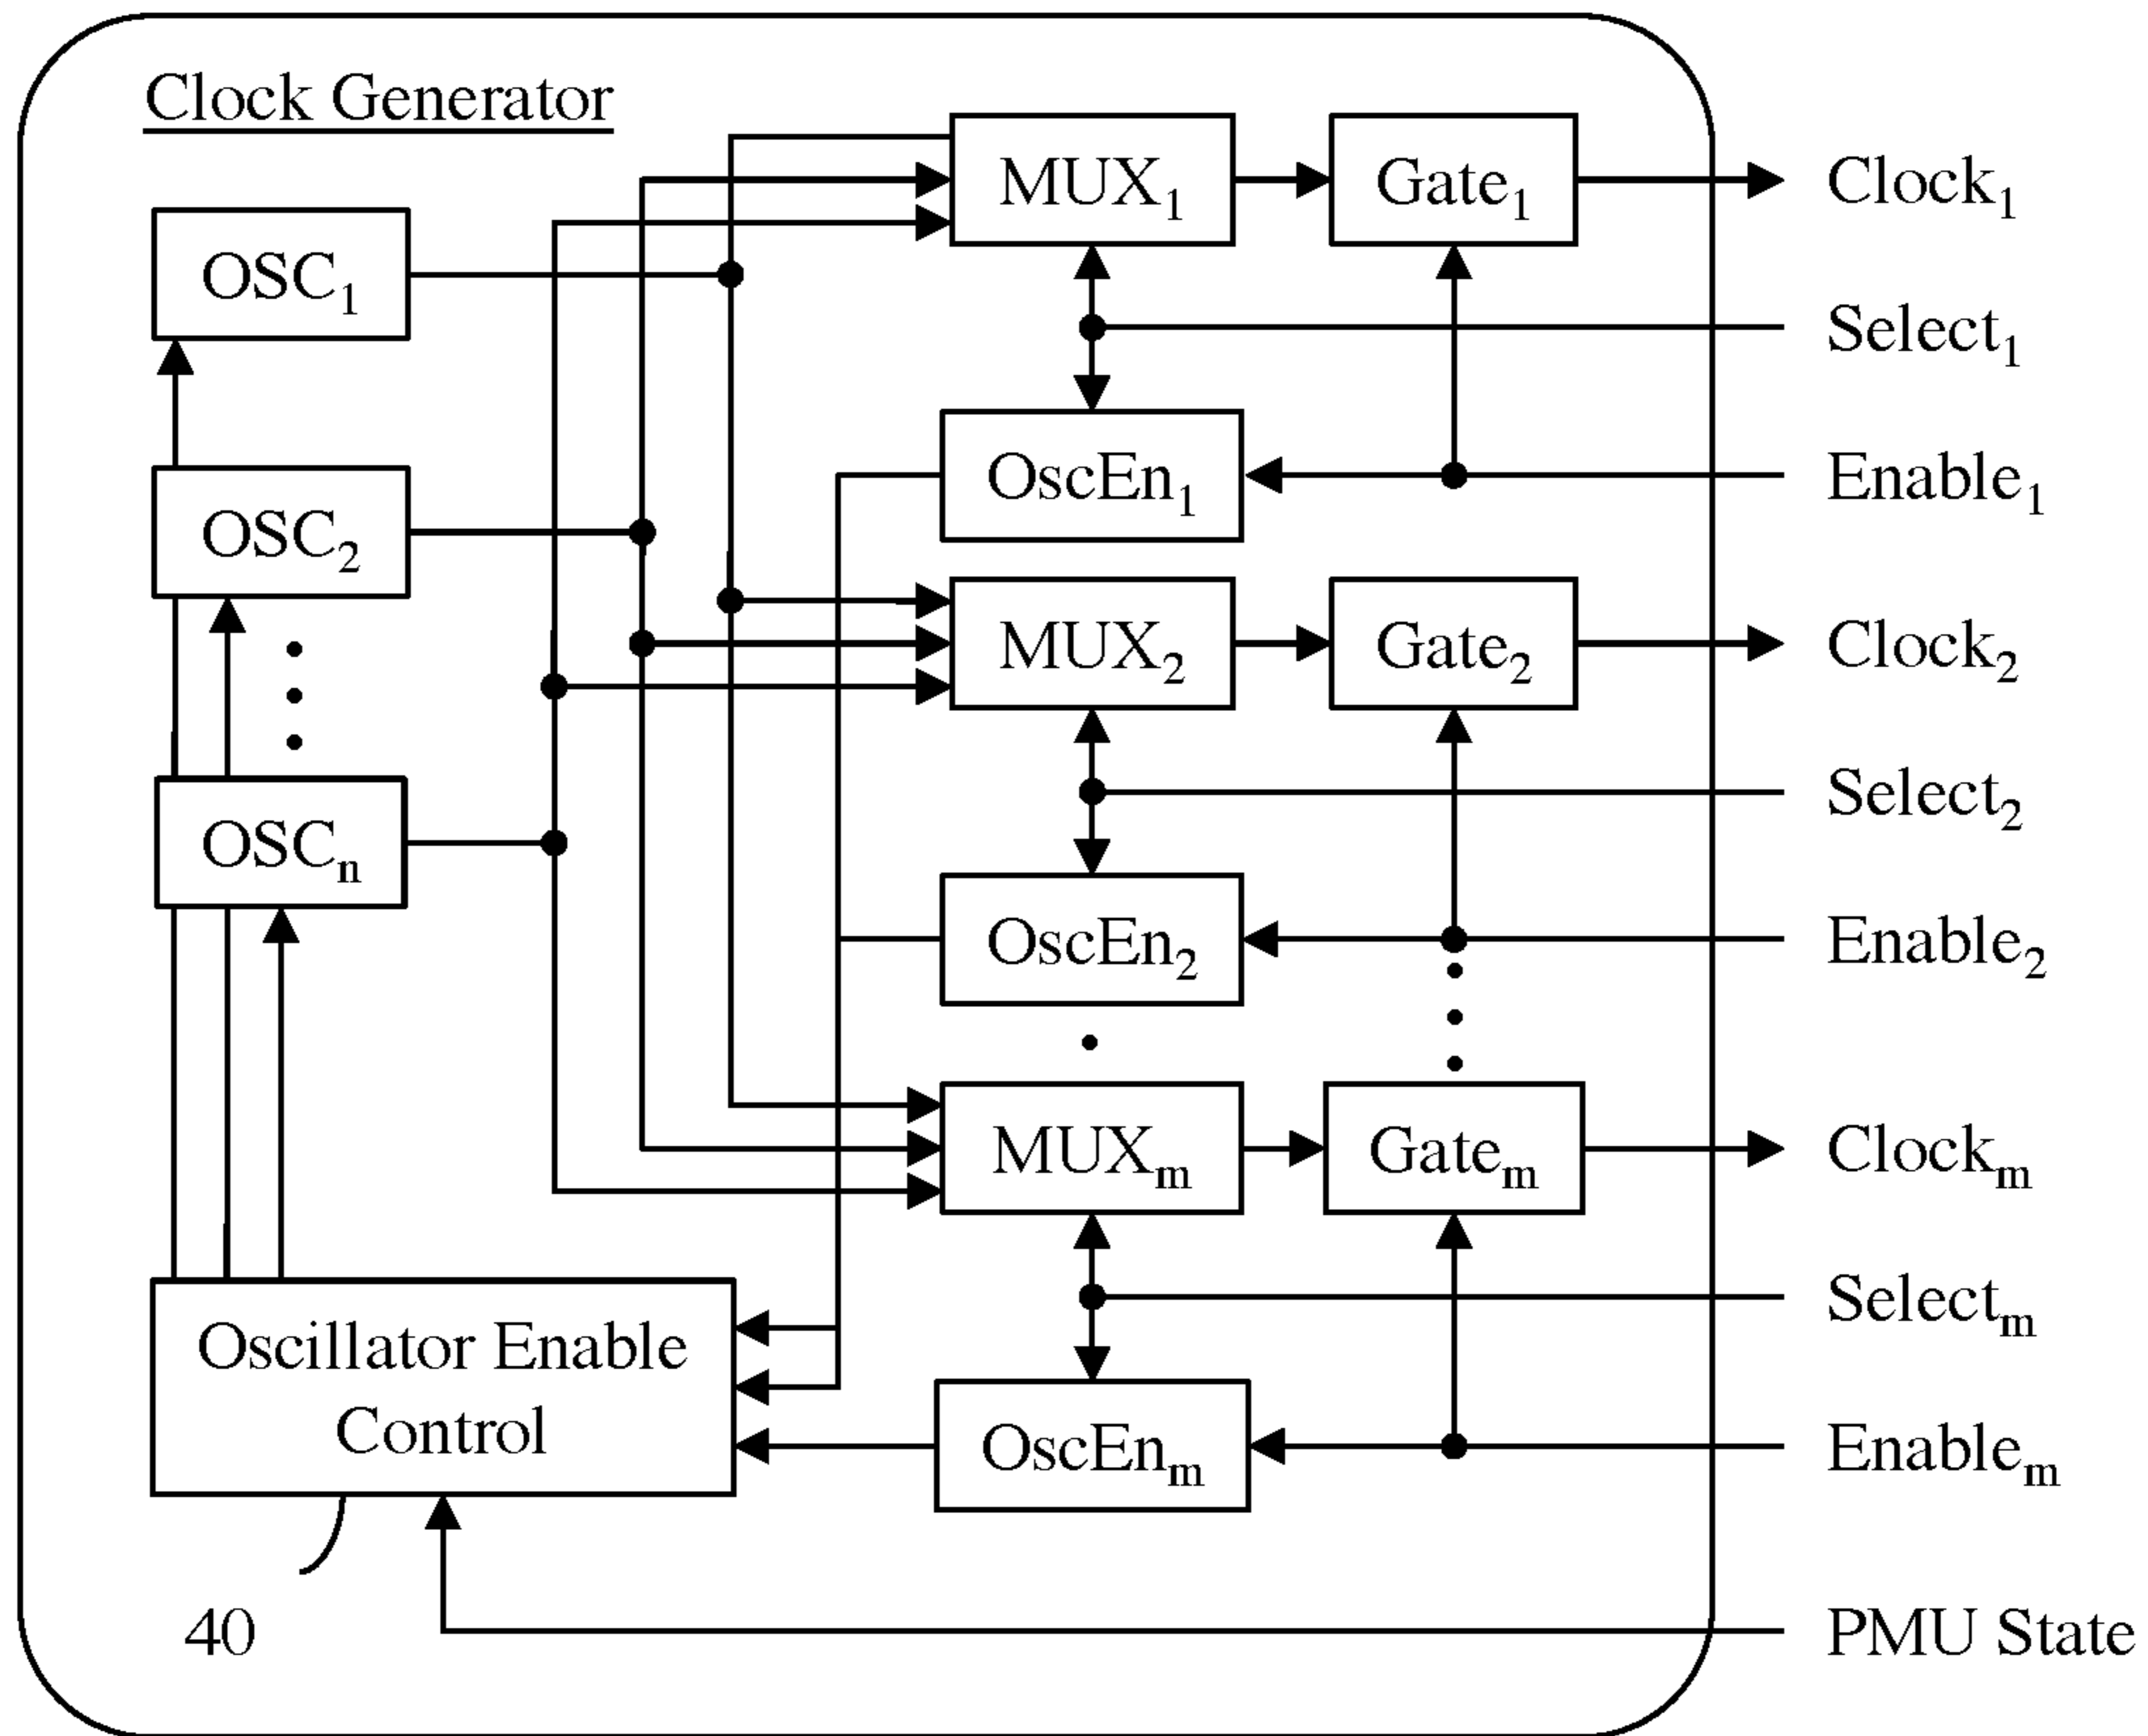 Clock Generator
MUX₁
Gate₁
Clock₁
OSC₁
Select₁
OscEn₁
Enable₁
OSC₂
MUX₂
Gate₂
Clock₂
Select₂
OSCₙ
OscEn₂
Enable₂
MUXₘ
Gateₘ
Clockₘ
Selectₘ
Oscillator Enable
Control
OscEnₘ
Enableₘ
40
PMU State